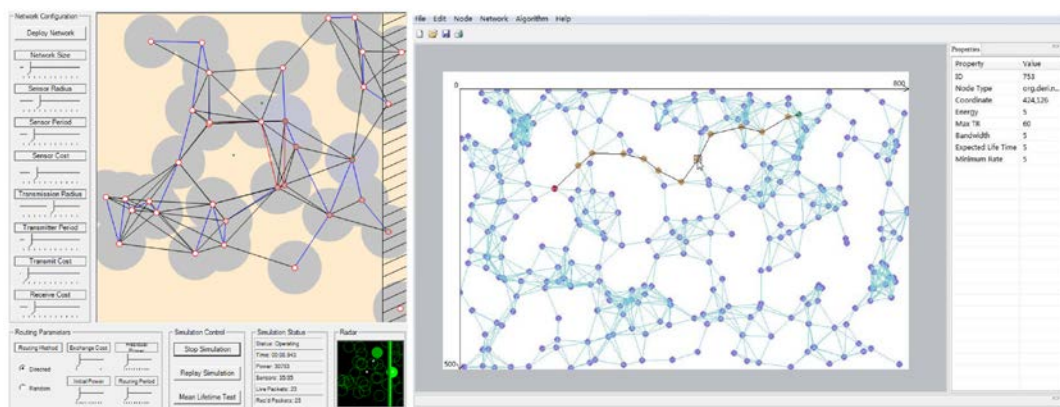 Network Configuration
Deploy Network
Network Size
Sensor Radius
Sensor Period
Sensor Cost
Transmission Radius
Transmitter Period
Transmit Cost
Receive Cost
Routing Parameters
Routing Method
Exchange Cost
Directed
Random
Initial Power
Routing Period
Simulation Control
Stop Simulation
Replay Simulation
Mean Lifetime Test
Simulation Status
Status: Operating
Radar
File Edit Node Network Algorithm Help
0
800
500
Properties
Property Value
ID 753
Node Type org.deri.n...
Coordinate 424,126
Energy 5
Max TR 60
Bandwidth 5
Expected Life Time 5
Minimum Rate 5